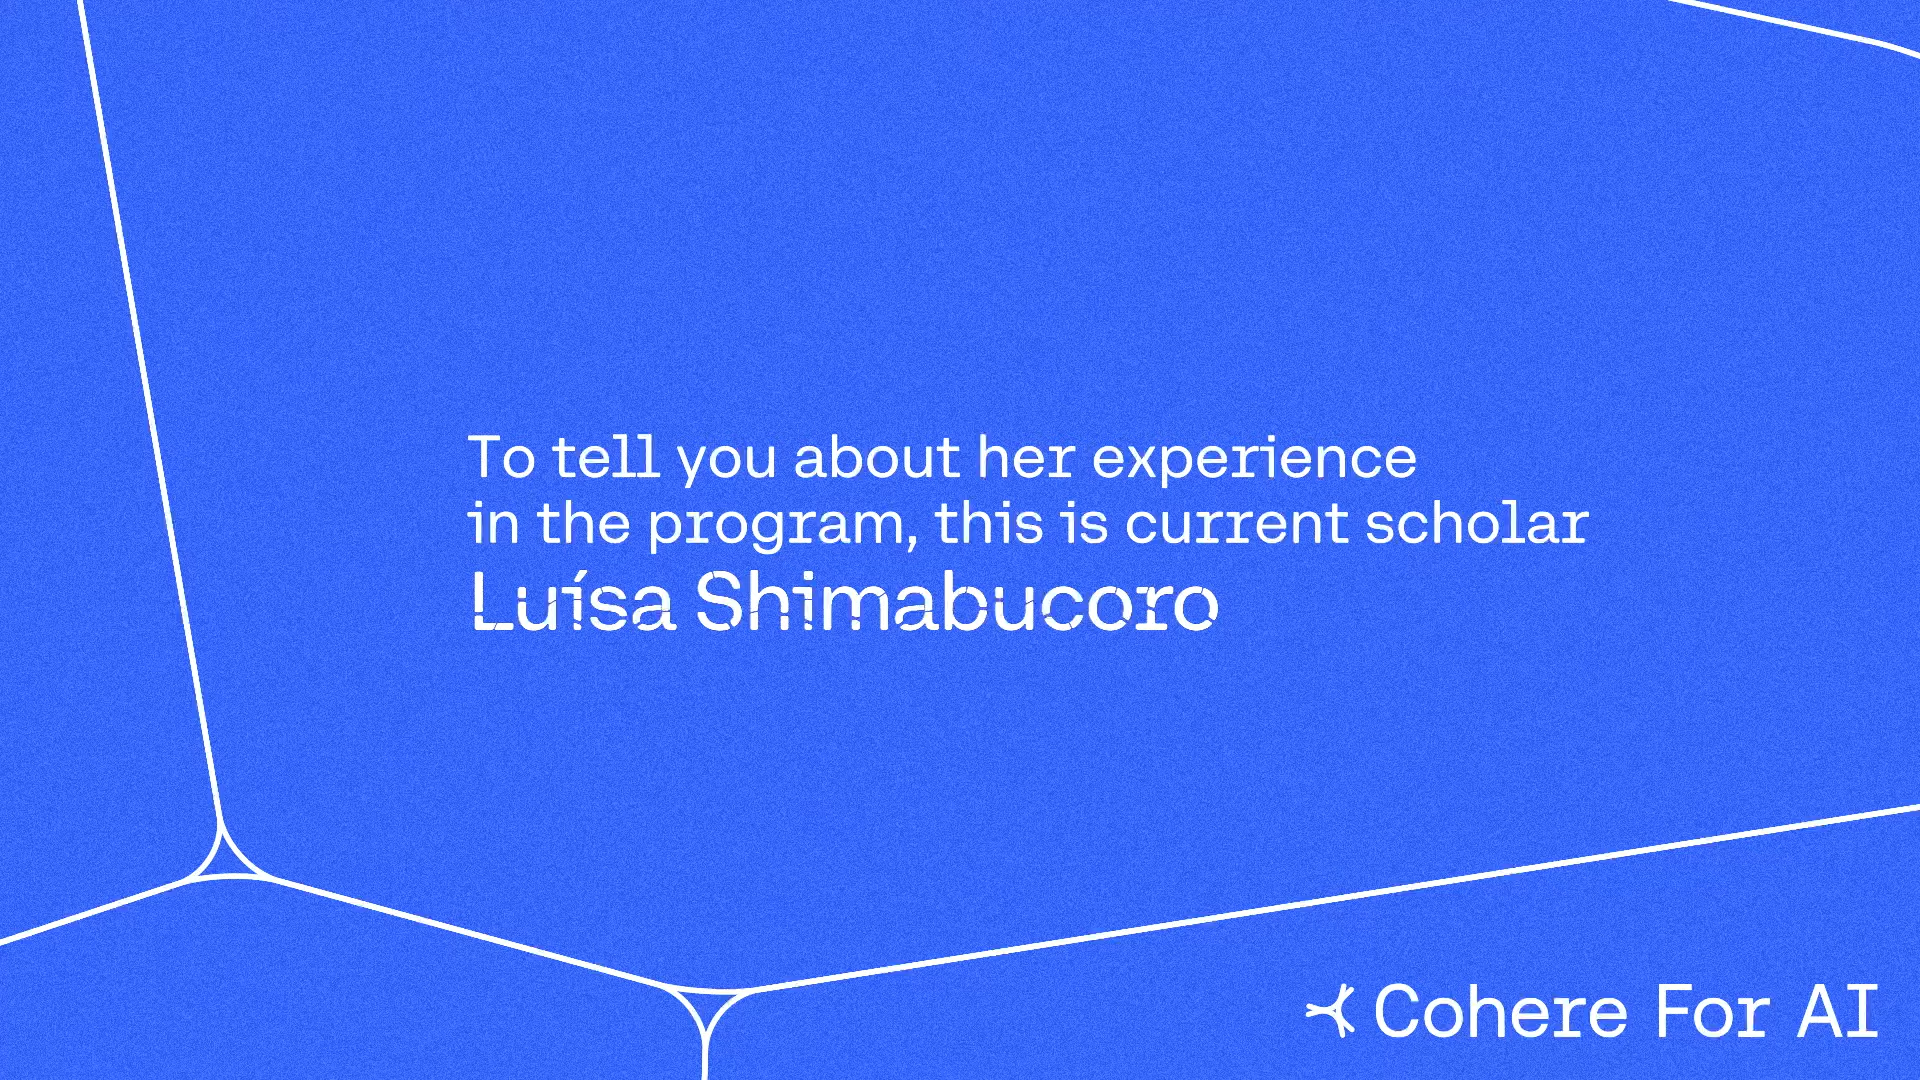 To tell you about her experience
in the program, this is current scholar
Luísa Shimabucoro
Cohere For AI